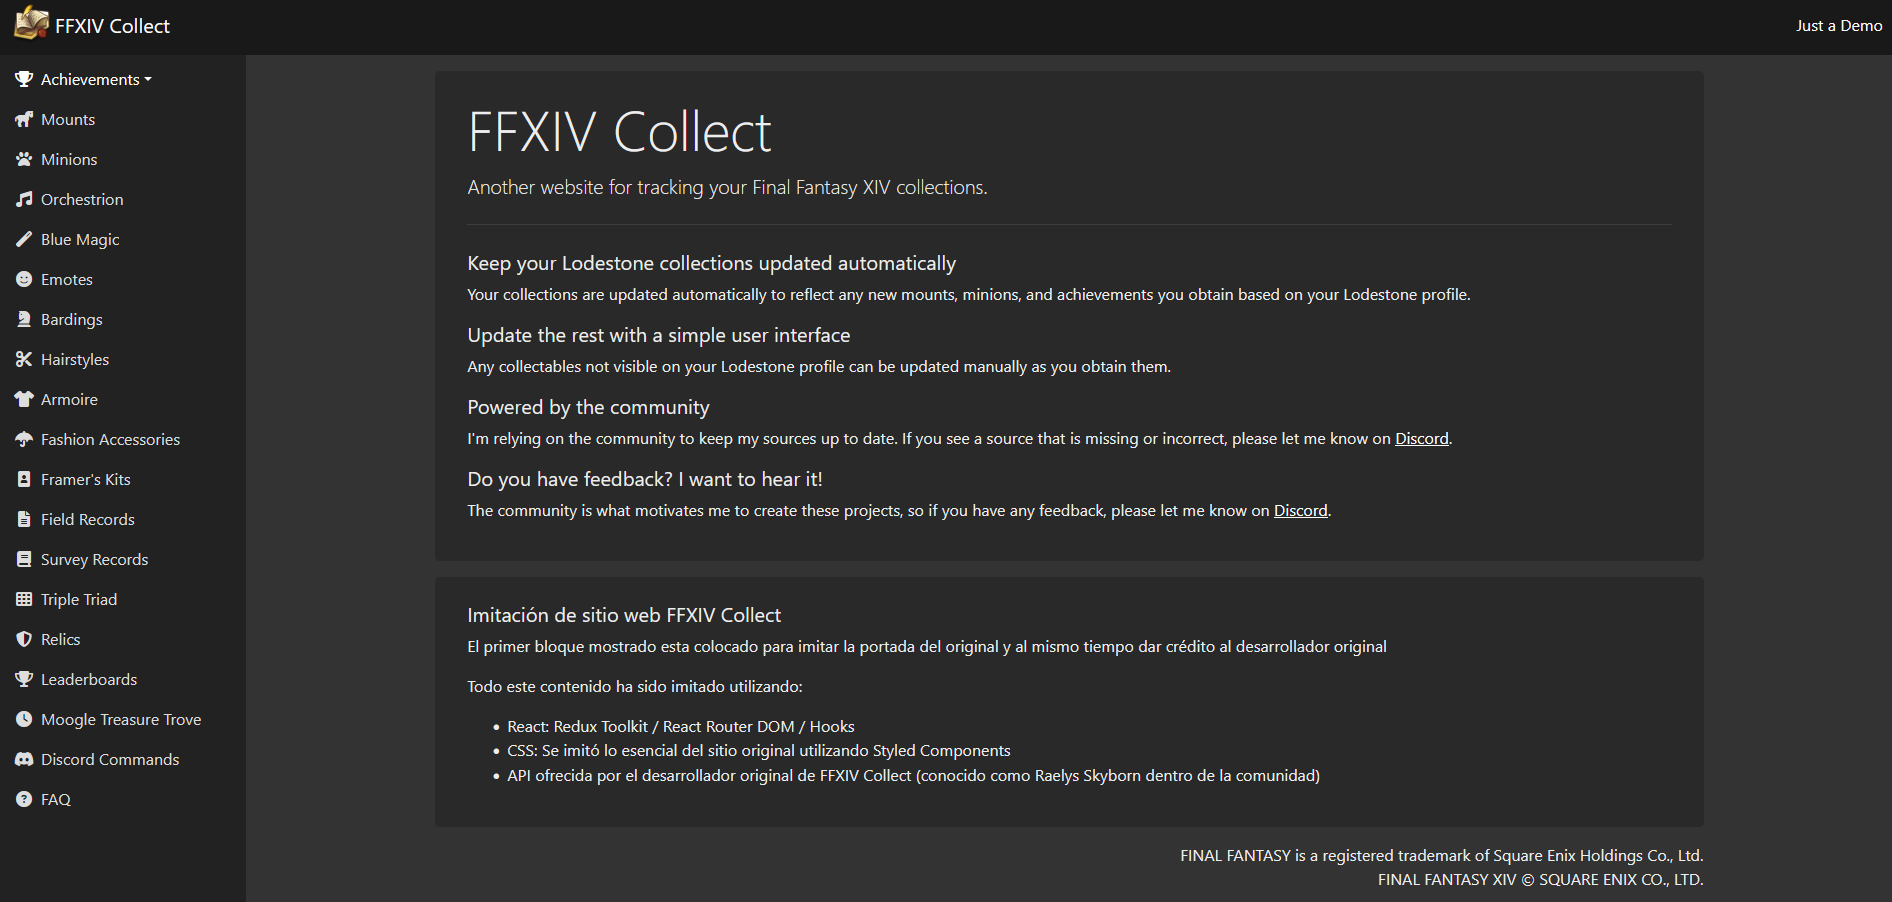 FFXIV Collect
Just a Demo
Achievements
Mounts
Minions
Orchestrion
Blue Magic
Emotes
Bardings
Hairstyles
Armoire
Fashion Accessories
Framer's Kits
Field Records
Survey Records
Triple Triad
Relics
Leaderboards
Moogle Treasure Trove
Discord Commands
FAQ
FFXIV Collect
Another website for tracking your Final Fantasy XIV collections.
Keep your Lodestone collections updated automatically
Your collections are updated automatically to reflect any new mounts, minions, and achievements you obtain based on your Lodestone profile.
Update the rest with a simple user interface
Any collectables not visible on your Lodestone profile can be updated manually as you obtain them.
Powered by the community
I'm relying on the community to keep my sources up to date. If you see a source that is missing or incorrect, please let me know on Discord.
Do you have feedback? I want to hear it!
The community is what motivates me to create these projects, so if you have any feedback, please let me know on Discord.
Imitación de sitio web FFXIV Collect
El primer bloque mostrado esta colocado para imitar la portada del original y al mismo tiempo dar crédito al desarrollador original
Todo este contenido ha sido imitado utilizando:
• React: Redux Toolkit / React Router DOM / Hooks
• CSS: Se imitó lo esencial del sitio original utilizando Styled Components
• API ofrecida por el desarrollador original de FFXIV Collect (conocido como Raelys Skyborn dentro de la comunidad)
FINAL FANTASY is a registered trademark of Square Enix Holdings Co., Ltd.
FINAL FANTASY XIV © SQUARE ENIX CO., LTD.